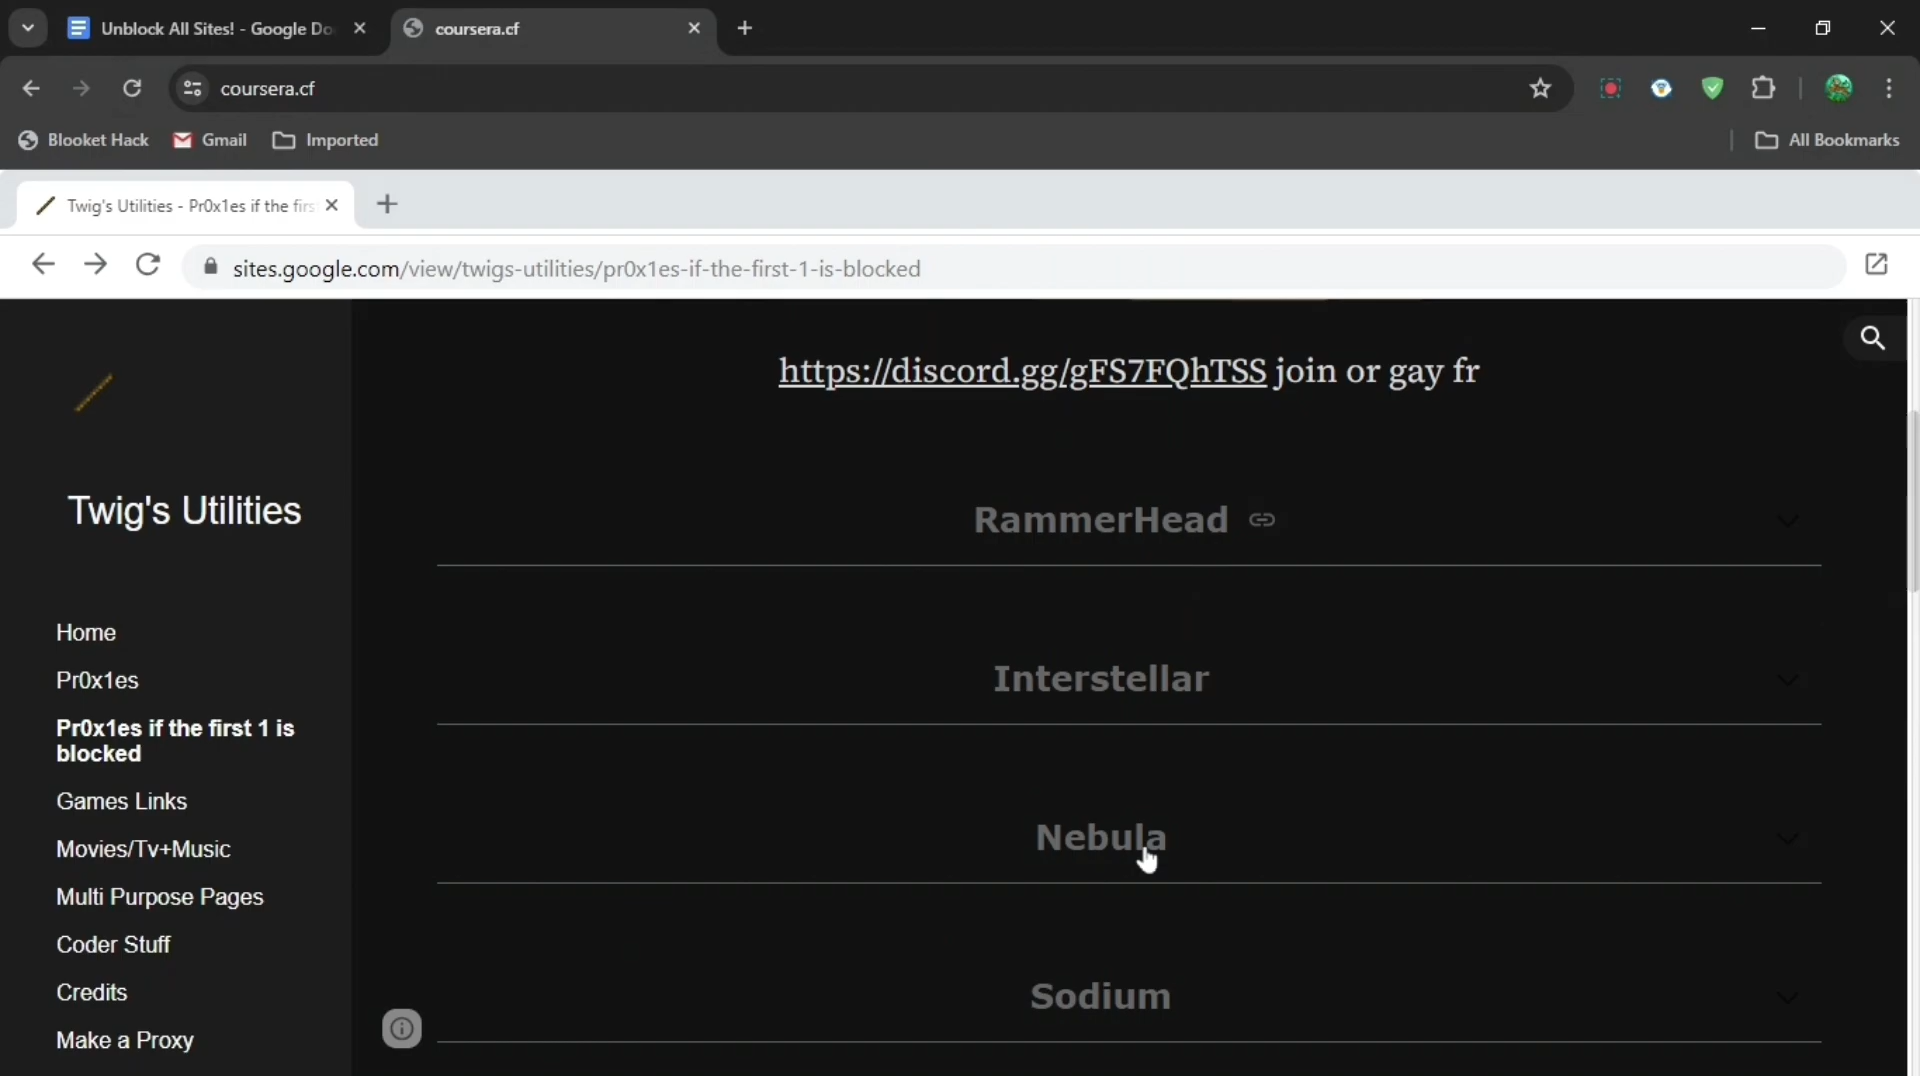 Unblock All Sites! - Google Do
coursera.cf
coursera.cf
Blooket Hack
Gmail
Imported
All Bookmarks
Twig's Utilities - Pr0x1es if the firs
sites.google.com/view/twigs-utilities/pr0x1es-if-the-first-1-is-blocked
https://discord.gg/gFS7FQhTSS join or gay fr
Twig's Utilities
Home
Pr0x1es
Pr0x1es if the first 1 is
blocked
Games Links
Movies/Tv+Music
Multi Purpose Pages
Coder Stuff
Credits
Make a Proxy
RammerHead
Interstellar
Nebula
Sodium